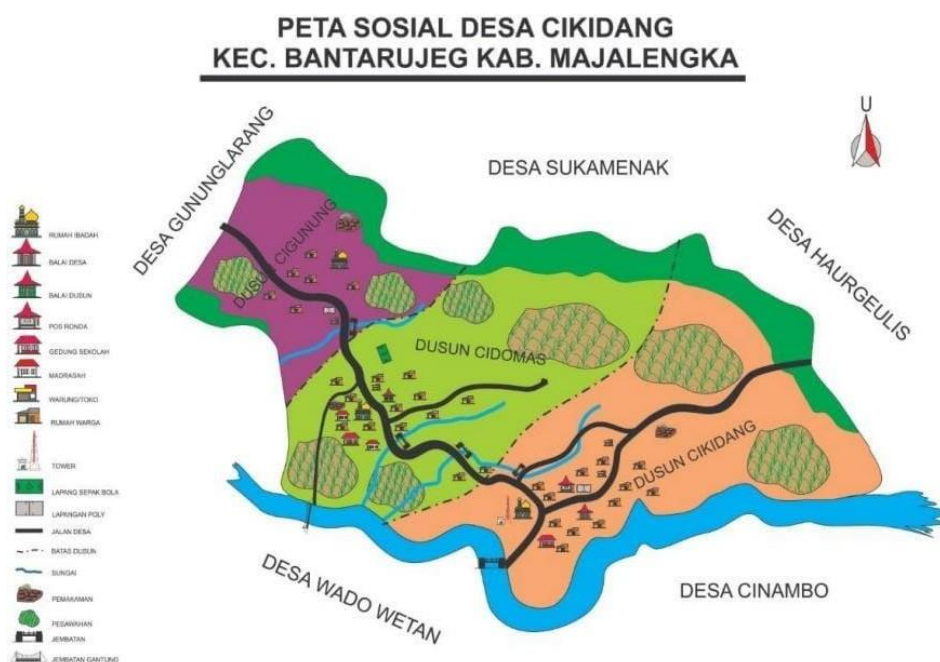 PETA SOSIAL DESA CIKIDANG
KEC. BANTARUJEG KAB. MAJALENGKA
U
DESA SUKAMENAK
DESA GUNUNGLARANG
DESA HAURGEULIS
DUSUN CIGUNUNG
DUSUN CIDOMAS
DUSUN CIKIDANG
DESA WADO WETAN
DESA CINAMBO
RUMAH IBADAH
BALAI DESA
BALAI DUSUN
POS RONDA
GEDUNG SEKOLAH
MADRASAH
WARUNG/TOKO
RUMAH WARGA
TOWER
LAPANG SEPAK BOLA
LAPANGAN POLY
JALAN DESA
BATAS DUSUN
SUNGAI
PEMAKAMAN
PESAWAHAN
JEMBATAN
JEMBATAN GANTUNG